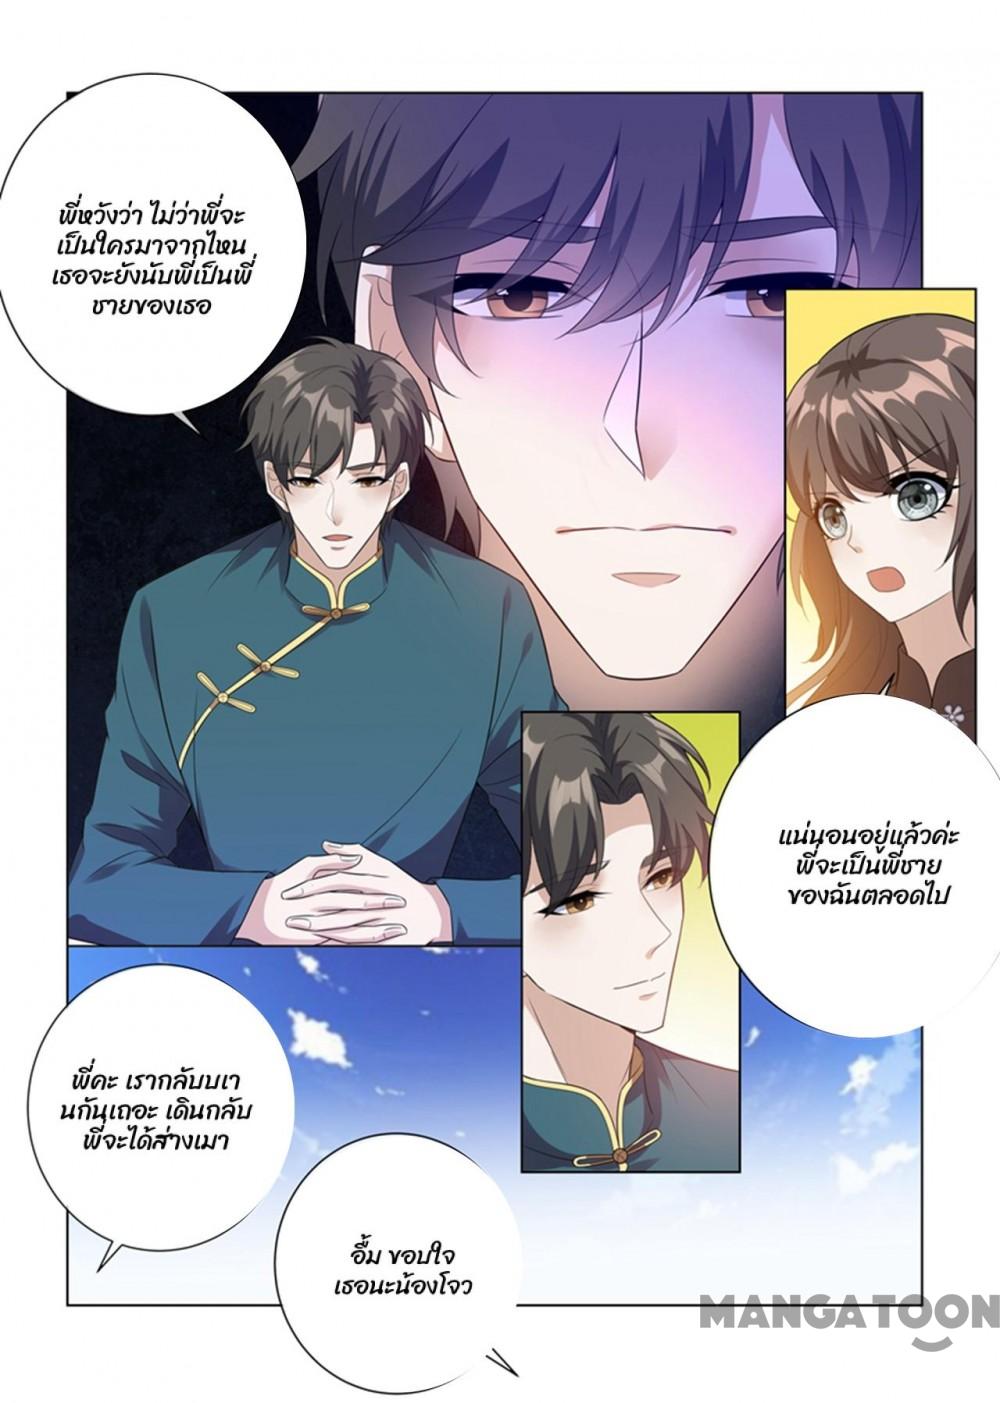 พี่หวังว่า ไม่ว่าพี่จะ
เป็นใครมาจากไหน
เธอจะยังนับพี่เป็นพี่
ชายของเธอ
แน่นอนอยู่แล้วค่ะ
พี่จะเป็นพี่ชาย
ของฉันตลอดไป
พี่คะ เรากลับบเา
นกันเถอะ เดินกลับ
พี่จะได้ส่างเมา
อื้ม ขอบใจ
เธอนะน้องโจว
MANGATOON